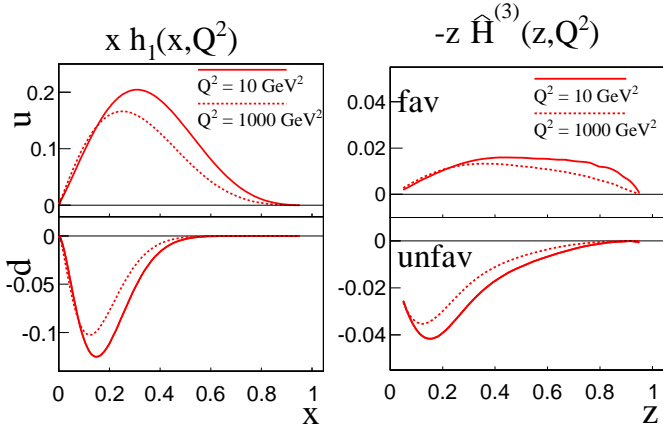 x h₁(x,Q²)
Q² = 10 GeV²
Q² = 1000 GeV²
u
0.2
0.1
0
d
0
-0.05
-0.1
0 0.2 0.4 0.6 0.8 1
x
-z Ĥ⁽³⁾(z,Q²)
Q² = 10 GeV²
Q² = 1000 GeV²
fav
0.04
0.02
0
unfav
0
-0.02
-0.04
0 0.2 0.4 0.6 0.8 1
z